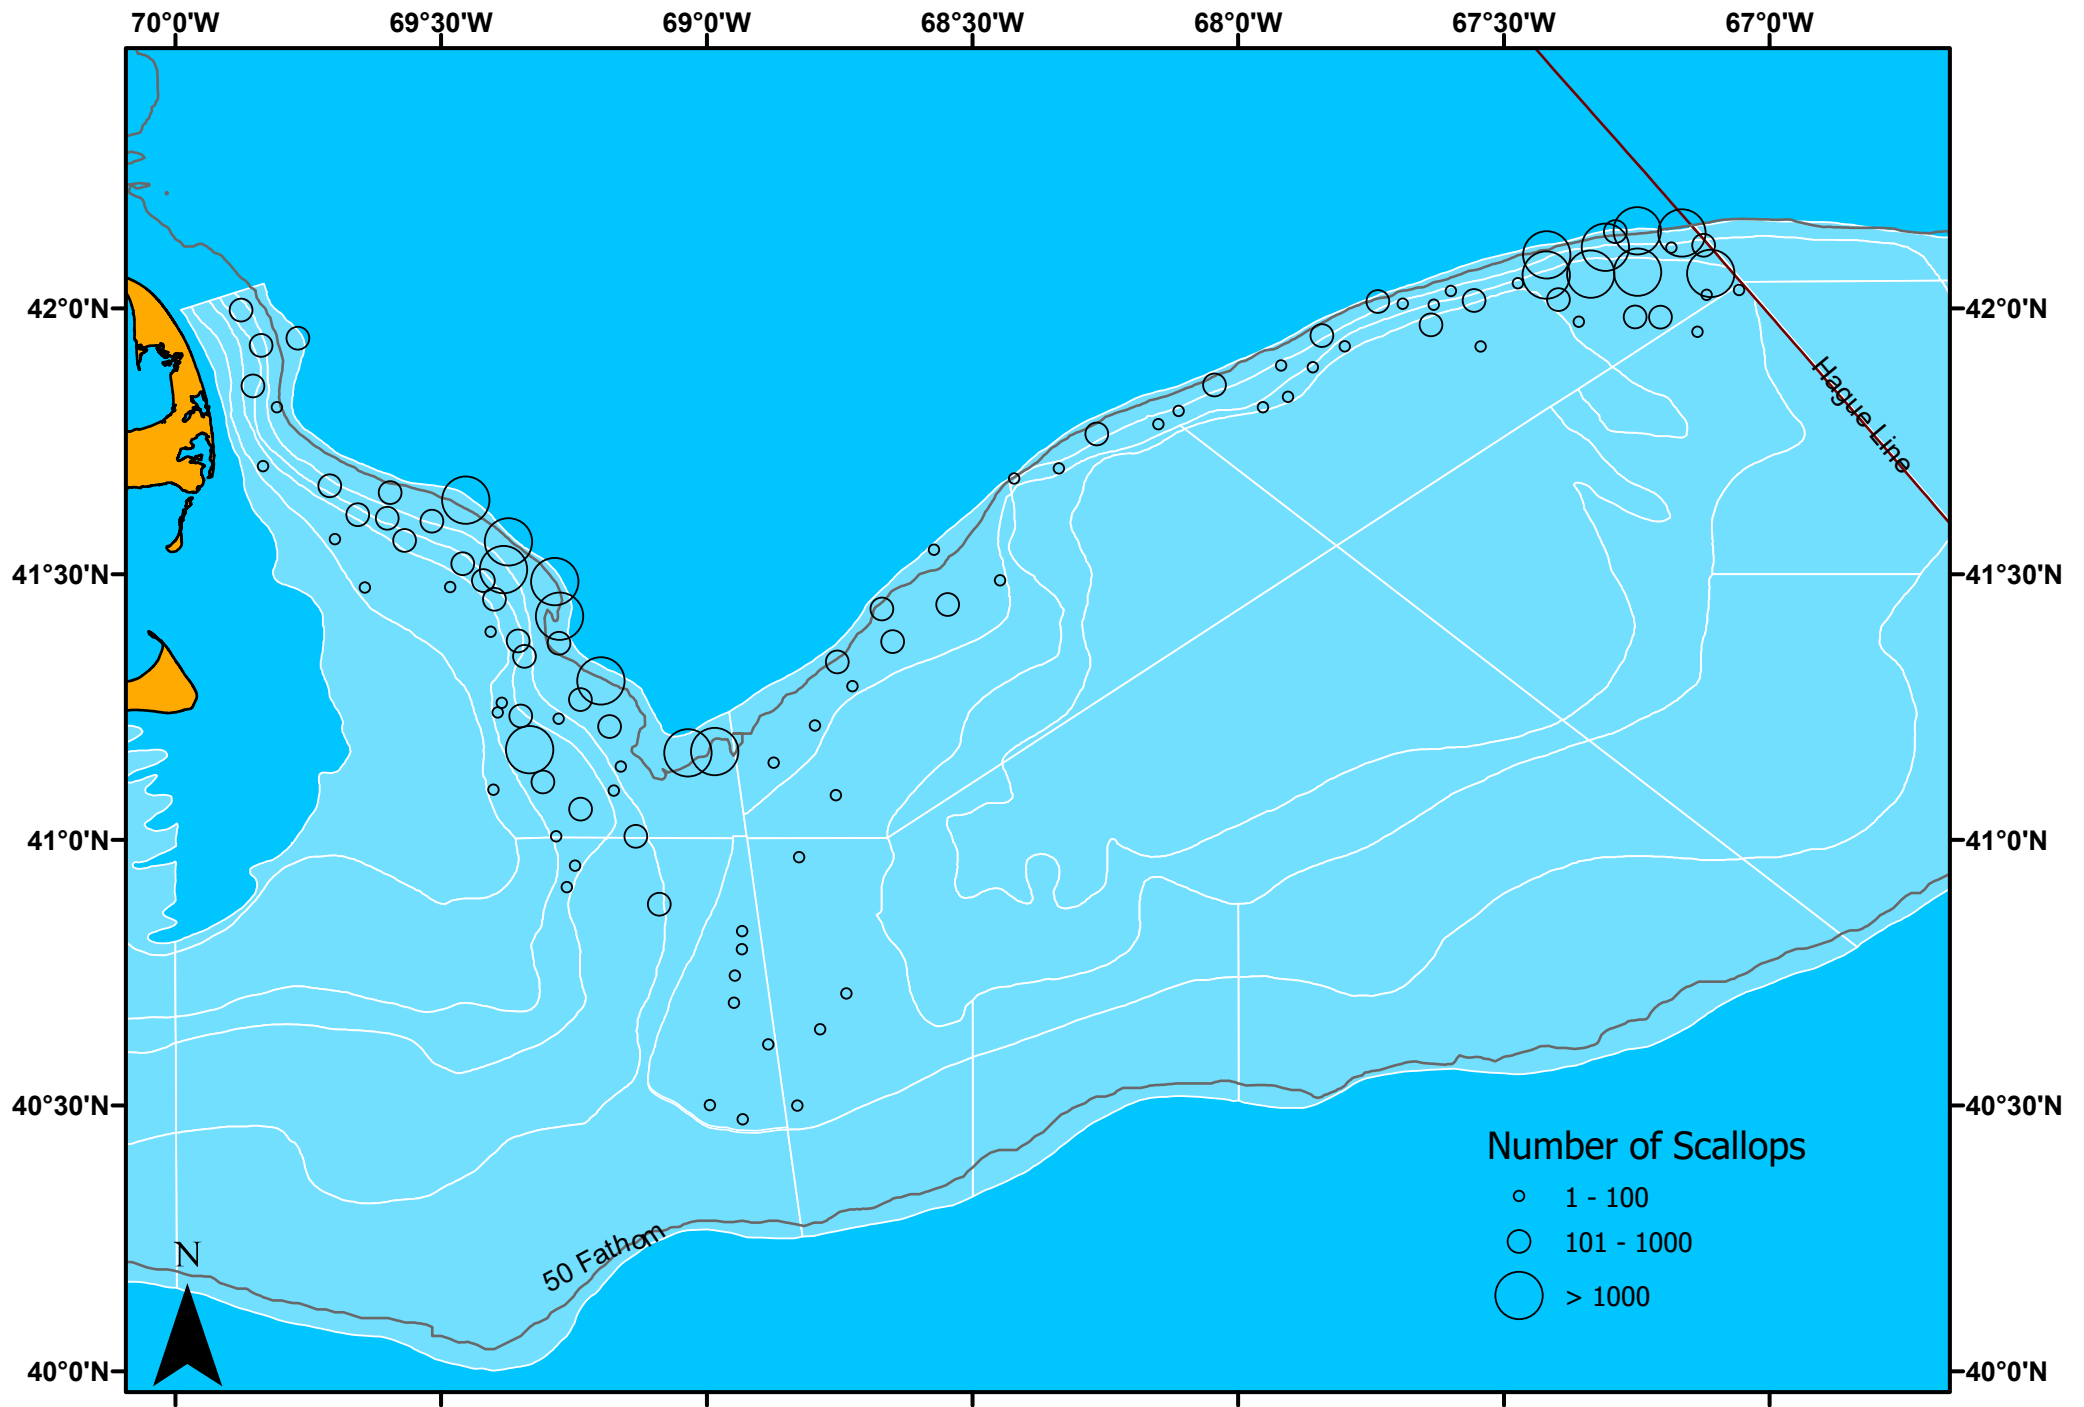 70°0'W 69°30'W 69°0'W 68°30'W 68°0'W 67°30'W 67°0'W
42°0'N 42°0'N
Hague Line
41°30'N 41°30'N
41°0'N 41°0'N
40°30'N 40°30'N
Number of Scallops
1 - 100
101 - 1000
> 1000
50 Fathom
N
40°0'N 40°0'N